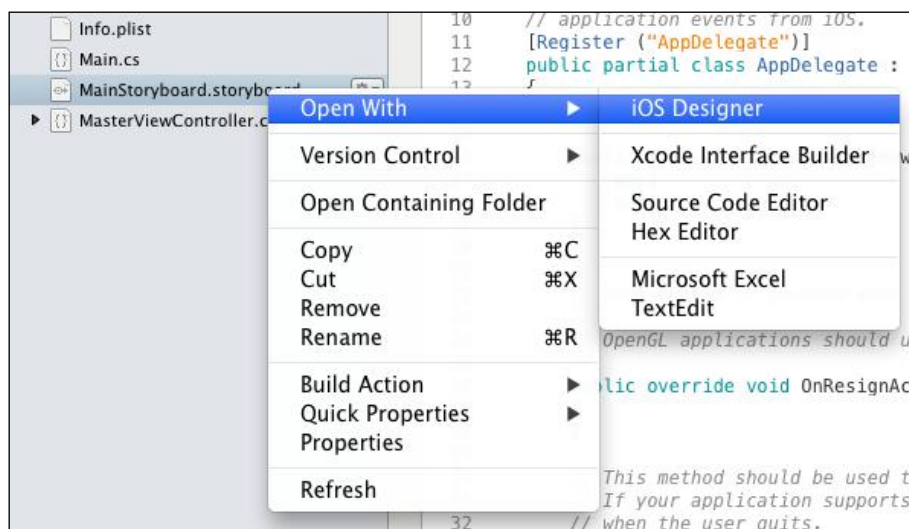 Info.plist
Main.cs
MainStoryboard.storyboard
MasterViewController.c
10 // application events from iOS.
11 [Register ("AppDelegate")]
12 public partial class AppDelegate :
13 {
Open With
Version Control
Open Containing Folder
Copy ⌘C
Cut ⌘X
Remove
Rename ⌘R
Build Action
Quick Properties
Properties
Refresh
iOS Designer
Xcode Interface Builder
Source Code Editor
Hex Editor
Microsoft Excel
TextEdit
w
OpenGL applications should u
lic override void OnResignAc
This method should be used t
If your application supports
32 // when the user quits.